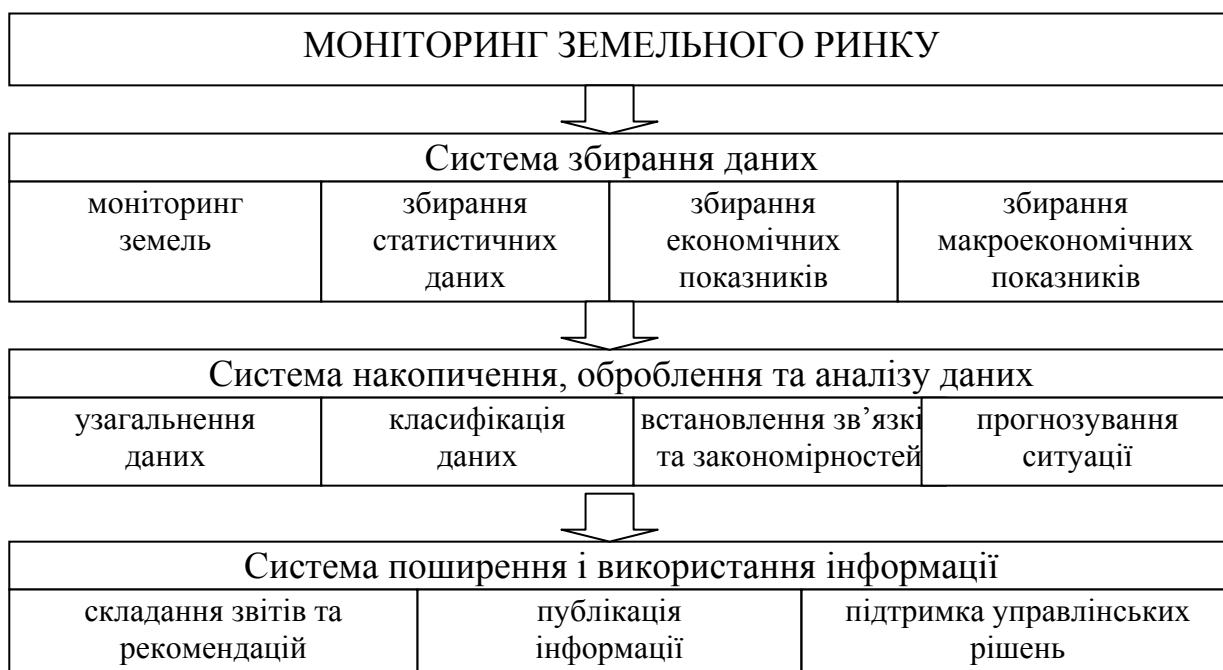 МОНІТОРИНГ ЗЕМЕЛЬНОГО РИНКУ
Система збирання даних
моніторинг
земель
збирання
статистичних
даних
збирання
економічних
показників
збирання
макроекономічних
показників
Система накопичення, оброблення та аналізу даних
узагальнення
даних
класифікація
даних
встановлення зв’язкі
та закономірностей
прогнозування
ситуації
Система поширення і використання інформації
складання звітів та
рекомендацій
публікація
інформації
підтримка управлінських
рішень